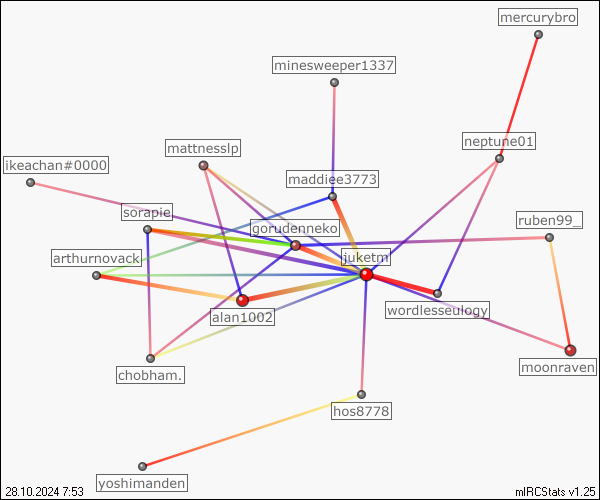 mercurybro
minesweeper1337
neptune01
mattnesslp
ikeachan#0000
maddiee3773
sorapie
ruben99_
gorudenneko
arthurnovack
juketm
wordlesseulogy
alan1002
moonraven
chobham.
hos8778
yoshimanden
28.10.2024 7:53
mIRCStats v1.25